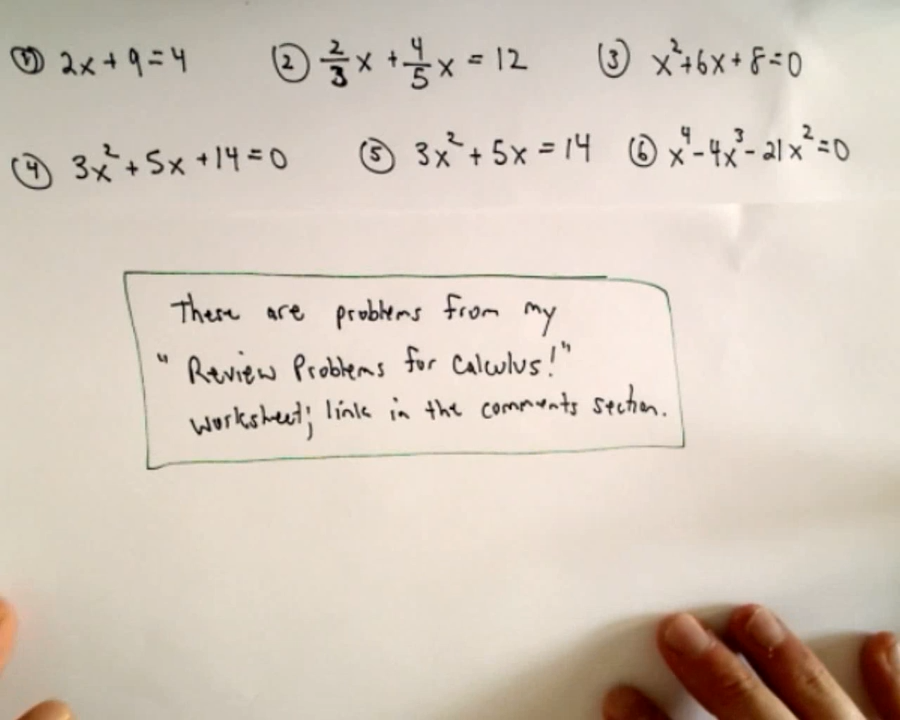 ① 2x + 9 = 4 ② 2/3 x + 4/5 x = 12 ③ x² + 6x + 8 = 0
④ 3x² + 5x + 14 = 0 ⑤ 3x² + 5x = 14 ⑥ x⁴ - 4x³ - 21x² = 0
These are problems from my
"Review Problems for Calculus!"
worksheet; link in the comments section.